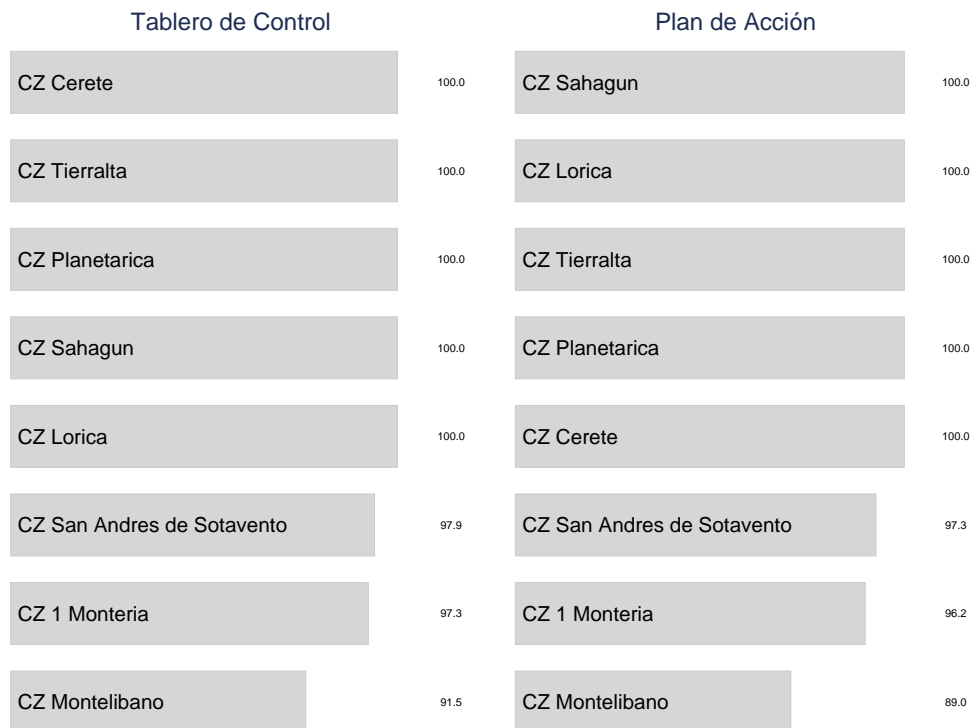 Tablero de Control
CZ Cerete 100.0
CZ Tierralta 100.0
CZ Planetarica 100.0
CZ Sahagun 100.0
CZ Lorica 100.0
CZ San Andres de Sotavento 97.9
CZ 1 Monteria 97.3
CZ Montelibano 91.5
Plan de Acción
CZ Sahagun 100.0
CZ Lorica 100.0
CZ Tierralta 100.0
CZ Planetarica 100.0
CZ Cerete 100.0
CZ San Andres de Sotavento 97.3
CZ 1 Monteria 96.2
CZ Montelibano 89.0